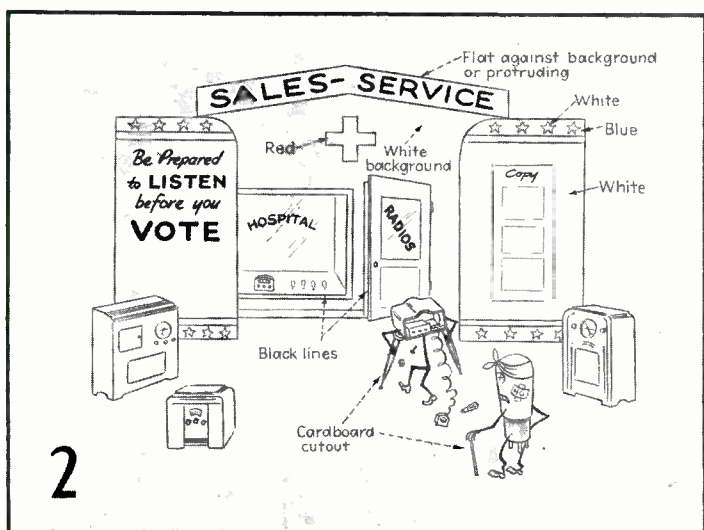 Flat against background
or protruding
SALES-SERVICE
White
Blue
Red
White
background
White
Be Prepared
to LISTEN
before you
VOTE
Copy
HOSPITAL
RADIOS
Black lines
Cardboard
cutout
2